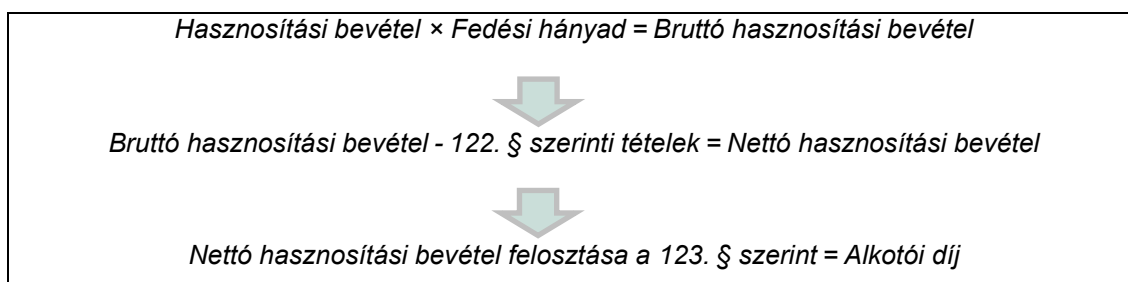 Hasznosítási bevétel × Fedési hányad = Bruttó hasznosítási bevétel
Bruttó hasznosítási bevétel - 122. § szerinti tételek = Nettó hasznosítási bevétel
Nettó hasznosítási bevétel felosztása a 123. § szerint = Alkotói díj